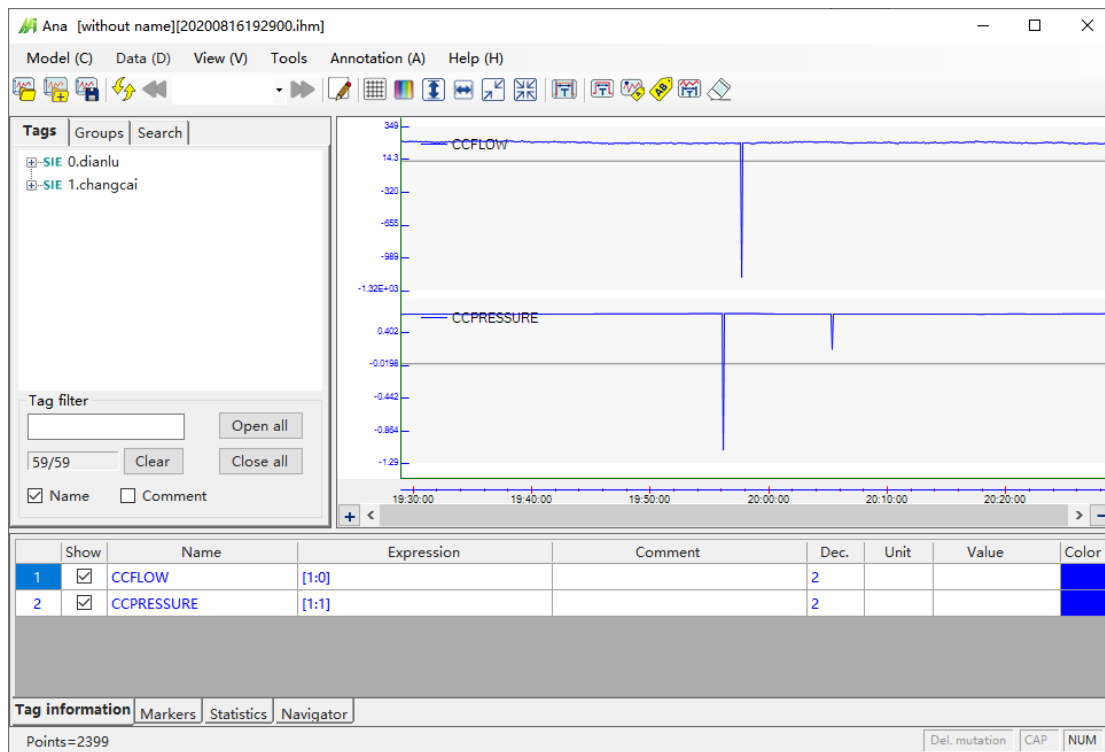 Ana [without name][20200816192900.ihm]
Model (C) Data (D) View (V) Tools Annotation (A) Help (H)
Tags Groups Search
SIE 0.dianlu
SIE 1.changcai
Tag filter
Open all
59/59 Clear Close all
Name Comment
349
14.3
-320
-655
-989
-1.32E+03
CCFLOW
0.402
-0.0198
-0.442
-0.864
-1.29
CCPRESSURE
19:30:00 19:40:00 19:50:00 20:00:00 20:10:00 20:20:00
Show Name Expression Comment Dec. Unit Value Color
1 CCFLOW [1:0] 2
2 CCPRESSURE [1:1] 2
Tag information Markers Statistics Navigator
Points=2399 Del. mutation CAP NUM